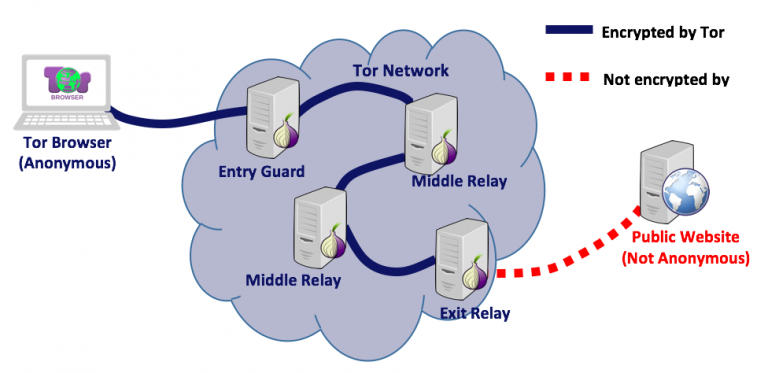 Encrypted by Tor
Not encrypted by
Tor Network
Tor
BROWSER
Tor Browser
(Anonymous)
Entry Guard
Middle Relay
Middle Relay
Exit Relay
Public Website
(Not Anonymous)